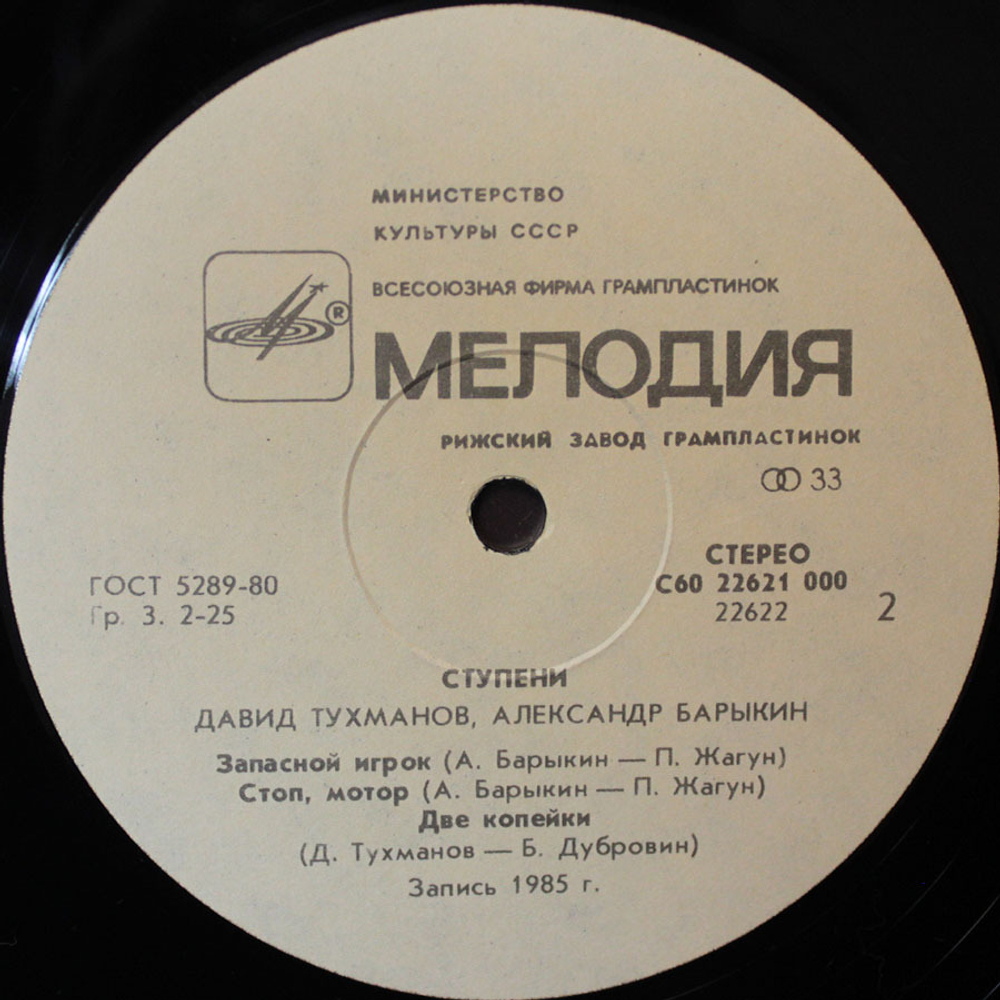 МИНИСТЕРСТВО
КУЛЬТУРЫ СССР
ВСЕСОЮЗНАЯ ФИРМА ГРАМПЛАСТИНОК
®
МЕЛОДИЯ
РИЖСКИЙ ЗАВОД ГРАМПЛАСТИНОК
33
ГОСТ 5289-80
Гр. 3. 2-25
СТЕРЕО
С60 22621 000
22622
2
СТУПЕНИ
ДАВИД ТУХМАНОВ, АЛЕКСАНДР БАРЫКИН
Запасной игрок (А. Барыкин — П. Жагун)
Стоп, мотор (А. Барыкин — П. Жагун)
Две копейки
(Д. Тухманов — Б. Дубровин)
Запись 1985 г.